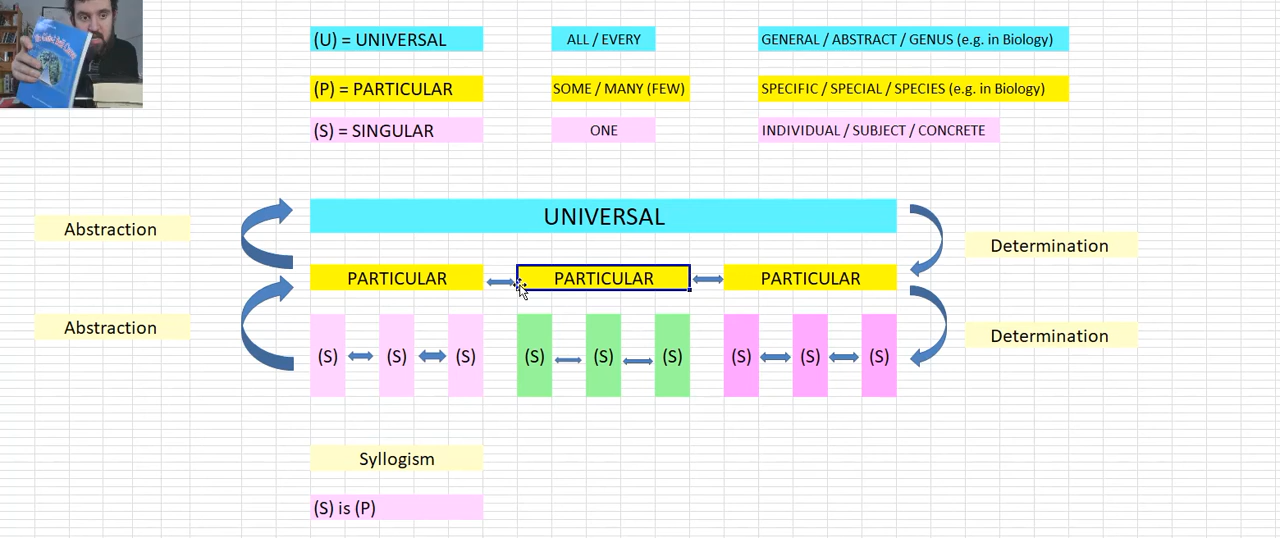 (U) = UNIVERSAL ALL / EVERY GENERAL / ABSTRACT / GENUS (e.g. in Biology)
(P) = PARTICULAR SOME / MANY (FEW) SPECIFIC / SPECIAL / SPECIES (e.g. in Biology)
(S) = SINGULAR ONE INDIVIDUAL / SUBJECT / CONCRETE
UNIVERSAL
Abstraction Determination
PARTICULAR PARTICULAR PARTICULAR
Abstraction Determination
(S) (S) (S) (S) (S) (S) (S) (S) (S)
Syllogism
(S) is (P)